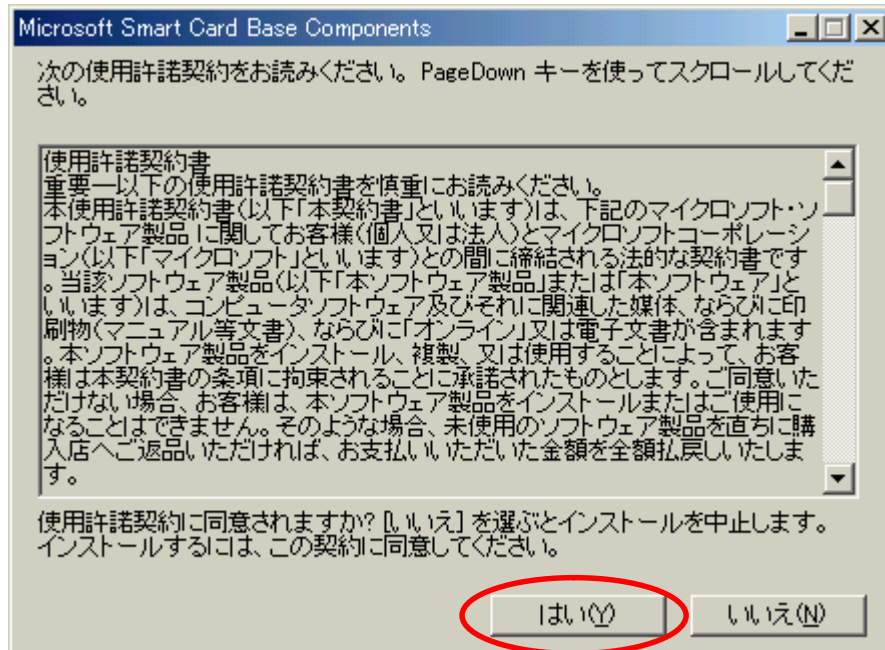 Microsoft Smart Card Base Components
次の使用許諾契約をお読みください。PageDown キーを使ってスクロールしてくだ
さい。
使用許諾契約書
重要―以下の使用許諾契約書を慎重にお読みください。
本使用許諾契約書(以下「本契約書」といいます)は、下記のマイクロソフト・ソ
フトウェア製品 に関してお客様(個人又は法人)とマイクロソフトコーポレーシ
ョン(以下「マイクロソフト」といいます)との間に締結される法的な契約書です
。当該ソフトウェア製品(以下「本ソフトウェア製品」または「本ソフトウェア」と
いいます)は、コンピュータソフトウェア及びそれに関連した媒体、ならびに印
刷物(マニュアル等文書)、ならびに「オンライン」又は電子文書が含まれます
。本ソフトウェア製品をインストール、複製、又は使用することによって、お客
様は本契約書の条項に拘束されることに承諾されたものとします。ご同意いた
だけない場合、お客様は、本ソフトウェア製品をインストールまたはご使用に
なることはできません。そのような場合、未使用のソフトウェア製品を直ちに購
入店へご返品いただければ、お支払いいただいた金額を全額払戻しいたしま
す。
使用許諾契約に同意されますか? [いいえ] を選ぶとインストールを中止します。
インストールするには、この契約に同意してください。
はい(Y)
いいえ(N)